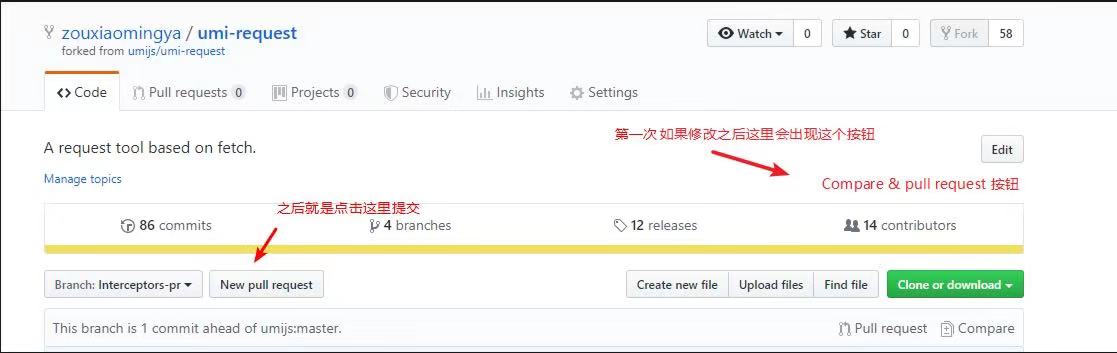 zouxiaomingya / umi-request
forked from umijs/umi-request
Watch 0 Star 0 Fork 58
Code Pull requests 0 Projects 0 Security Insights Settings
第一次 如果修改之后这里会出现这个按钮
A request tool based on fetch.
Edit
Manage topics
Compare & pull request 按钮
之后就是点击这里提交
86 commits 4 branches 12 releases 14 contributors
Branch: Interceptors-pr New pull request Create new file Upload files Find file Clone or download
This branch is 1 commit ahead of umijs:master. Pull request Compare